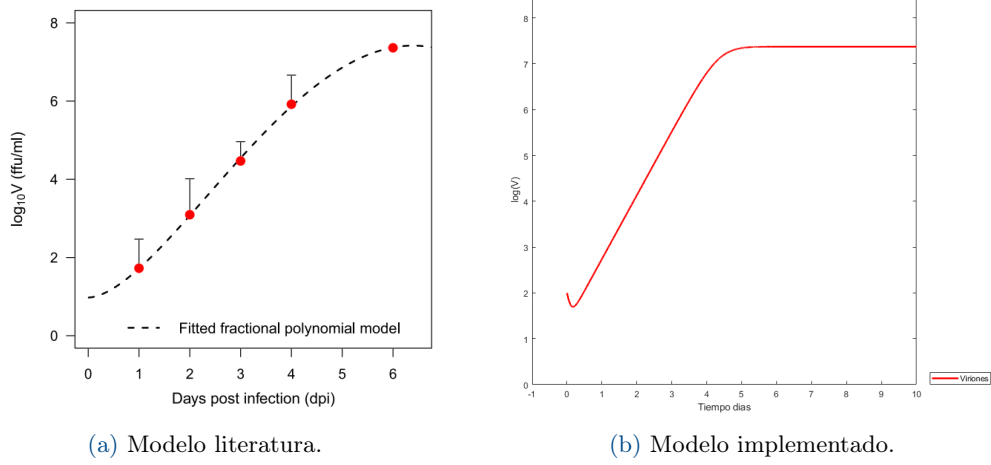 8
6
4
2
0
log₁₀V (ffu/ml)
Fitted fractional polynomial model
0 1 2 3 4 5 6
Days post infection (dpi)
(a) Modelo literatura.
8
7
6
5
4
3
2
1
0
log(V)
-1 0 1 2 3 4 5 6 7 8 9 10
Tiempo dias
Viriones
(b) Modelo implementado.